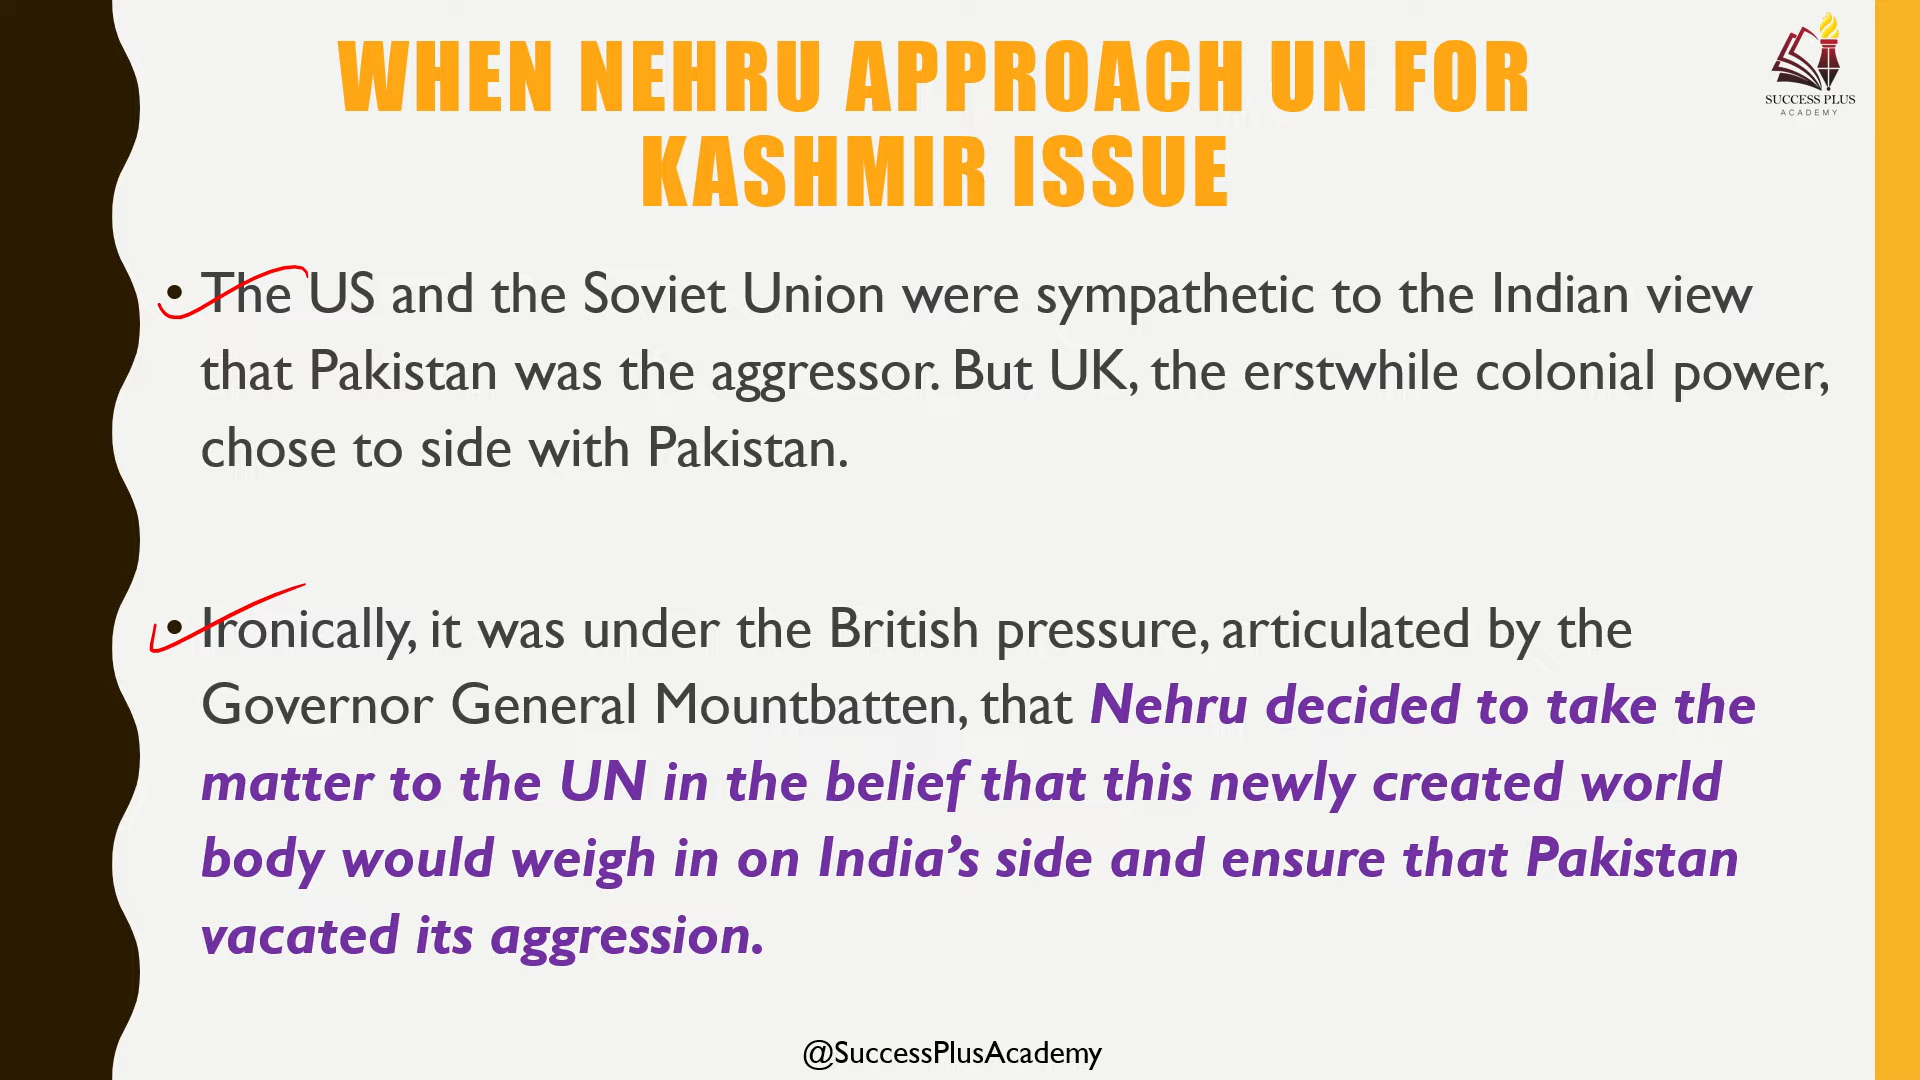 WHEN NEHRU APPROACH UN FOR
KASHMIR ISSUE
SUCCESS PLUS
ACADEMY
• The US and the Soviet Union were sympathetic to the Indian view
that Pakistan was the aggressor. But UK, the erstwhile colonial power,
chose to side with Pakistan.
• Ironically, it was under the British pressure, articulated by the
Governor General Mountbatten, that Nehru decided to take the
matter to the UN in the belief that this newly created world
body would weigh in on India’s side and ensure that Pakistan
vacated its aggression.
@SuccessPlusAcademy